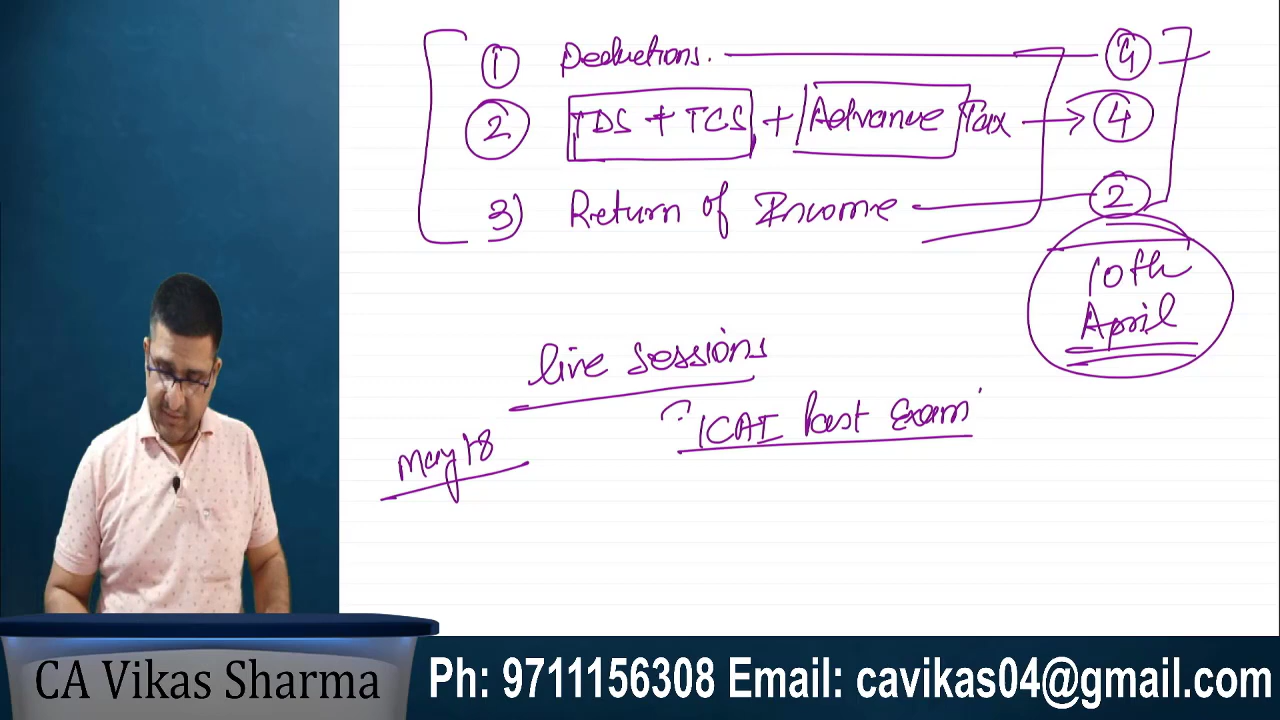 1 Deductions. 4
2 TDS + TCS + Advance Tax → 4
3) Return of Income 2
10th
April
live sessions
ICAI Past Exam
May 18
CA Vikas Sharma
Ph: 9711156308 Email: cavikas04@gmail.com